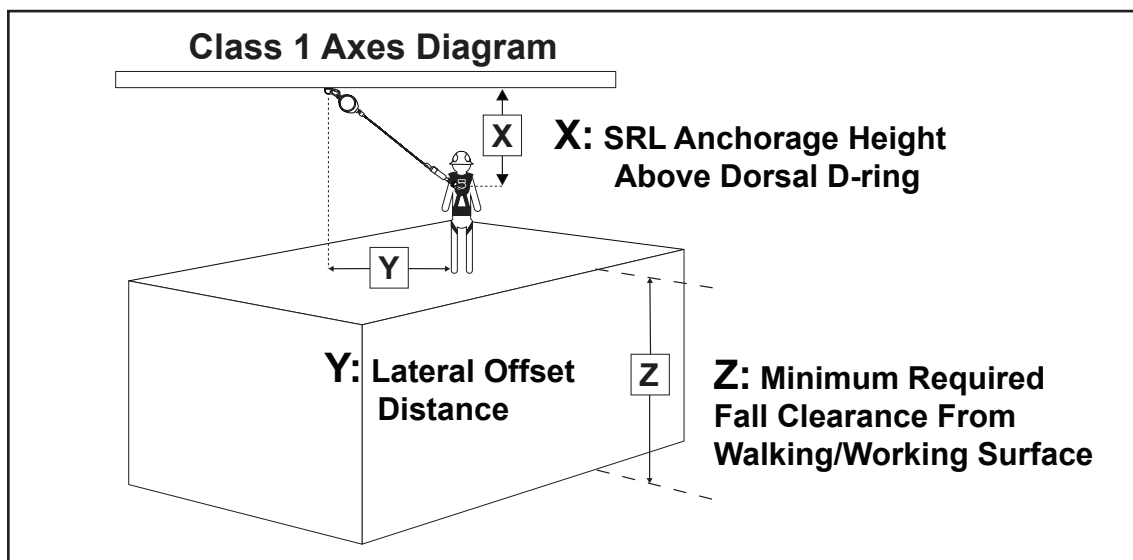 Class 1 Axes Diagram
X
X: SRL Anchorage Height
Above Dorsal D-ring
Y
Y: Lateral Offset
Distance
Z
Z: Minimum Required
Fall Clearance From
Walking/Working Surface